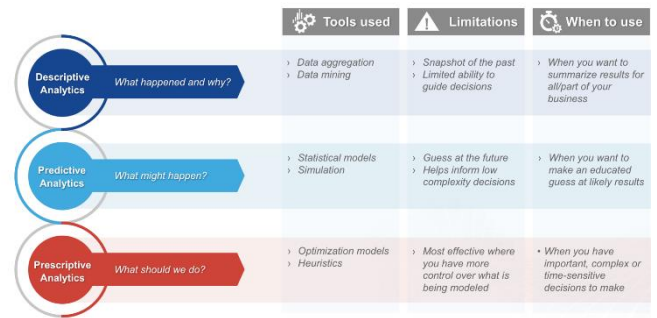 Tools used
Limitations
When to use
Descriptive
Analytics
What happened and why?
› Data aggregation
› Data mining
› Snapshot of the past
› Limited ability to
guide decisions
› When you want to
summarize results for
all/part of your
business
Predictive
Analytics
What might happen?
› Statistical models
› Simulation
› Guess at the future
› Helps inform low
complexity decisions
› When you want to
make an educated
guess at likely results
Prescriptive
Analytics
What should we do?
› Optimization models
› Heuristics
› Most effective where
you have more
control over what is
being modeled
• When you have
important, complex or
time-sensitive
decisions to make